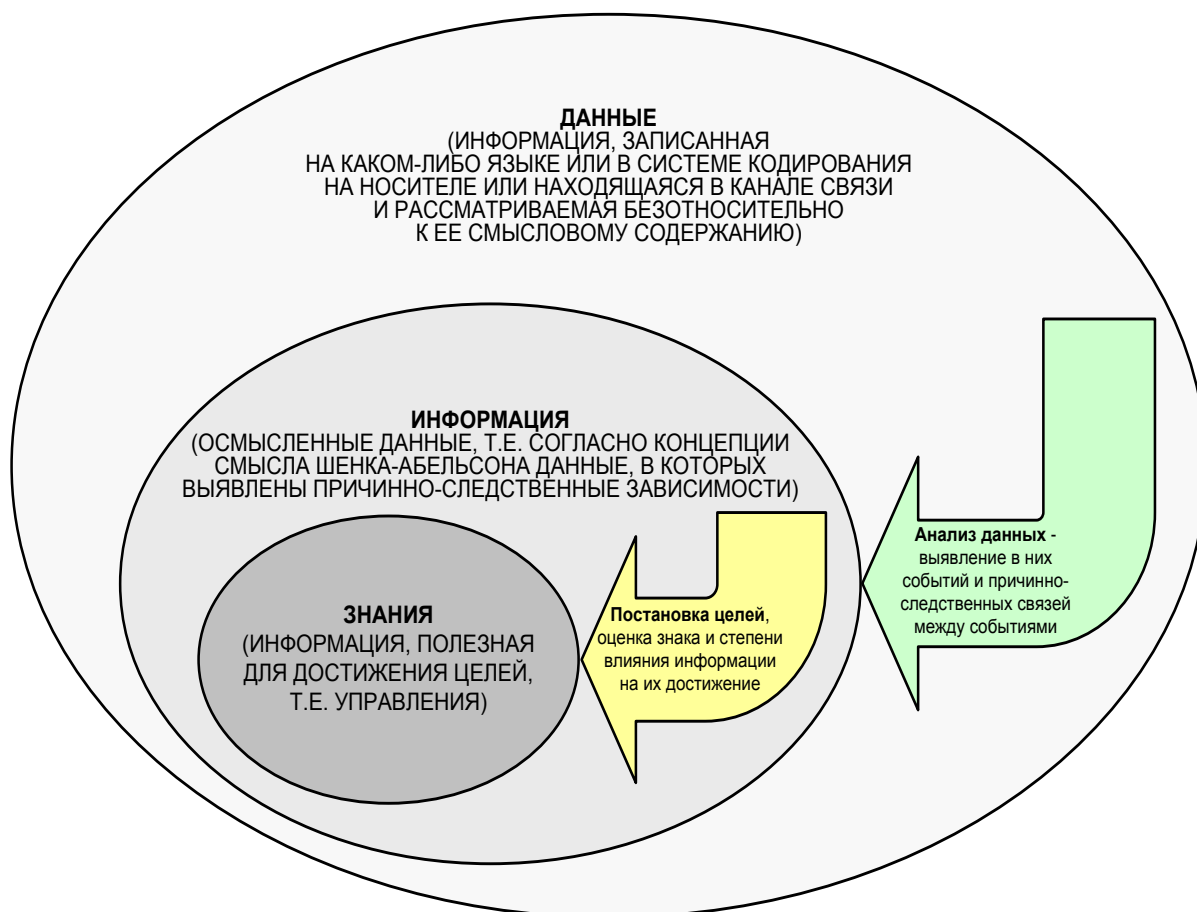 ДАННЫЕ
(ИНФОРМАЦИЯ, ЗАПИСАННАЯ
НА КАКОМ-ЛИБО ЯЗЫКЕ ИЛИ В СИСТЕМЕ КОДИРОВАНИЯ
НА НОСИТЕЛЕ ИЛИ НАХОДЯЩАЯСЯ В КАНАЛЕ СВЯЗИ
И РАССМАТРИВАЕМАЯ БЕЗОТНОСИТЕЛЬНО
К ЕЕ СМЫСЛОВОМУ СОДЕРЖАНИЮ)
ИНФОРМАЦИЯ
(ОСМЫСЛЕННЫЕ ДАННЫЕ, Т.Е. СОГЛАСНО КОНЦЕПЦИИ
СМЫСЛА ШЕНКА-АБЕЛЬСОНА ДАННЫЕ, В КОТОРЫХ
ВЫЯВЛЕНЫ ПРИЧИННО-СЛЕДСТВЕННЫЕ ЗАВИСИМОСТИ)
Анализ данных -
выявление в них
событий и причинно-
следственных связей
между событиями
ЗНАНИЯ
(ИНФОРМАЦИЯ, ПОЛЕЗНАЯ
ДЛЯ ДОСТИЖЕНИЯ ЦЕЛЕЙ,
Т.Е. УПРАВЛЕНИЯ)
Постановка целей,
оценка знака и степени
влияния информации
на их достижение